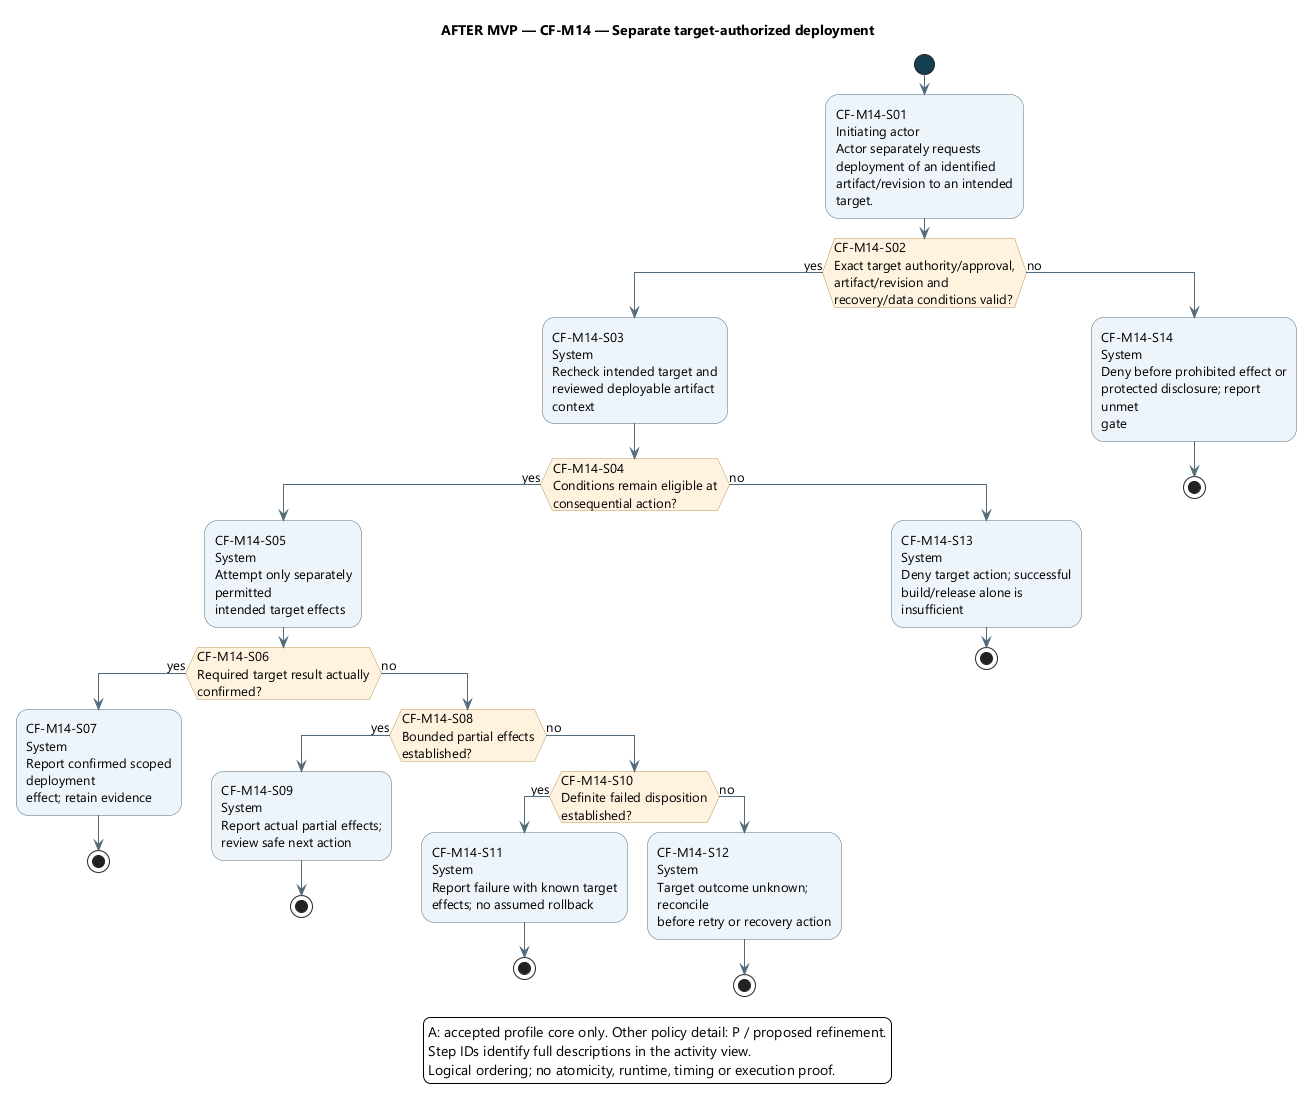 AFTER MVP — CF-M14 — Separate target-authorized deployment
CF-M14-S01
Initiating actor
Actor separately requests
deployment of an identified
artifact/revision to an intended
target.
CF-M14-S02
Exact target authority/approval,
artifact/revision and
recovery/data conditions valid?
yes
no
CF-M14-S03
System
Recheck intended target and
reviewed deployable artifact
context
CF-M14-S14
System
Deny before prohibited effect or
protected disclosure; report
unmet
gate
CF-M14-S04
Conditions remain eligible at
consequential action?
yes
no
CF-M14-S05
System
Attempt only separately
permitted
intended target effects
CF-M14-S13
System
Deny target action; successful
build/release alone is
insufficient
CF-M14-S06
Required target result actually
confirmed?
yes
no
CF-M14-S07
System
Report confirmed scoped
deployment
effect; retain evidence
CF-M14-S08
Bounded partial effects
established?
yes
no
CF-M14-S09
System
Report actual partial effects;
review safe next action
CF-M14-S10
Definite failed disposition
established?
yes
no
CF-M14-S11
System
Report failure with known target
effects; no assumed rollback
CF-M14-S12
System
Target outcome unknown;
reconcile
before retry or recovery action
A: accepted profile core only. Other policy detail: P / proposed refinement.
Step IDs identify full descriptions in the activity view.
Logical ordering; no atomicity, runtime, timing or execution proof.